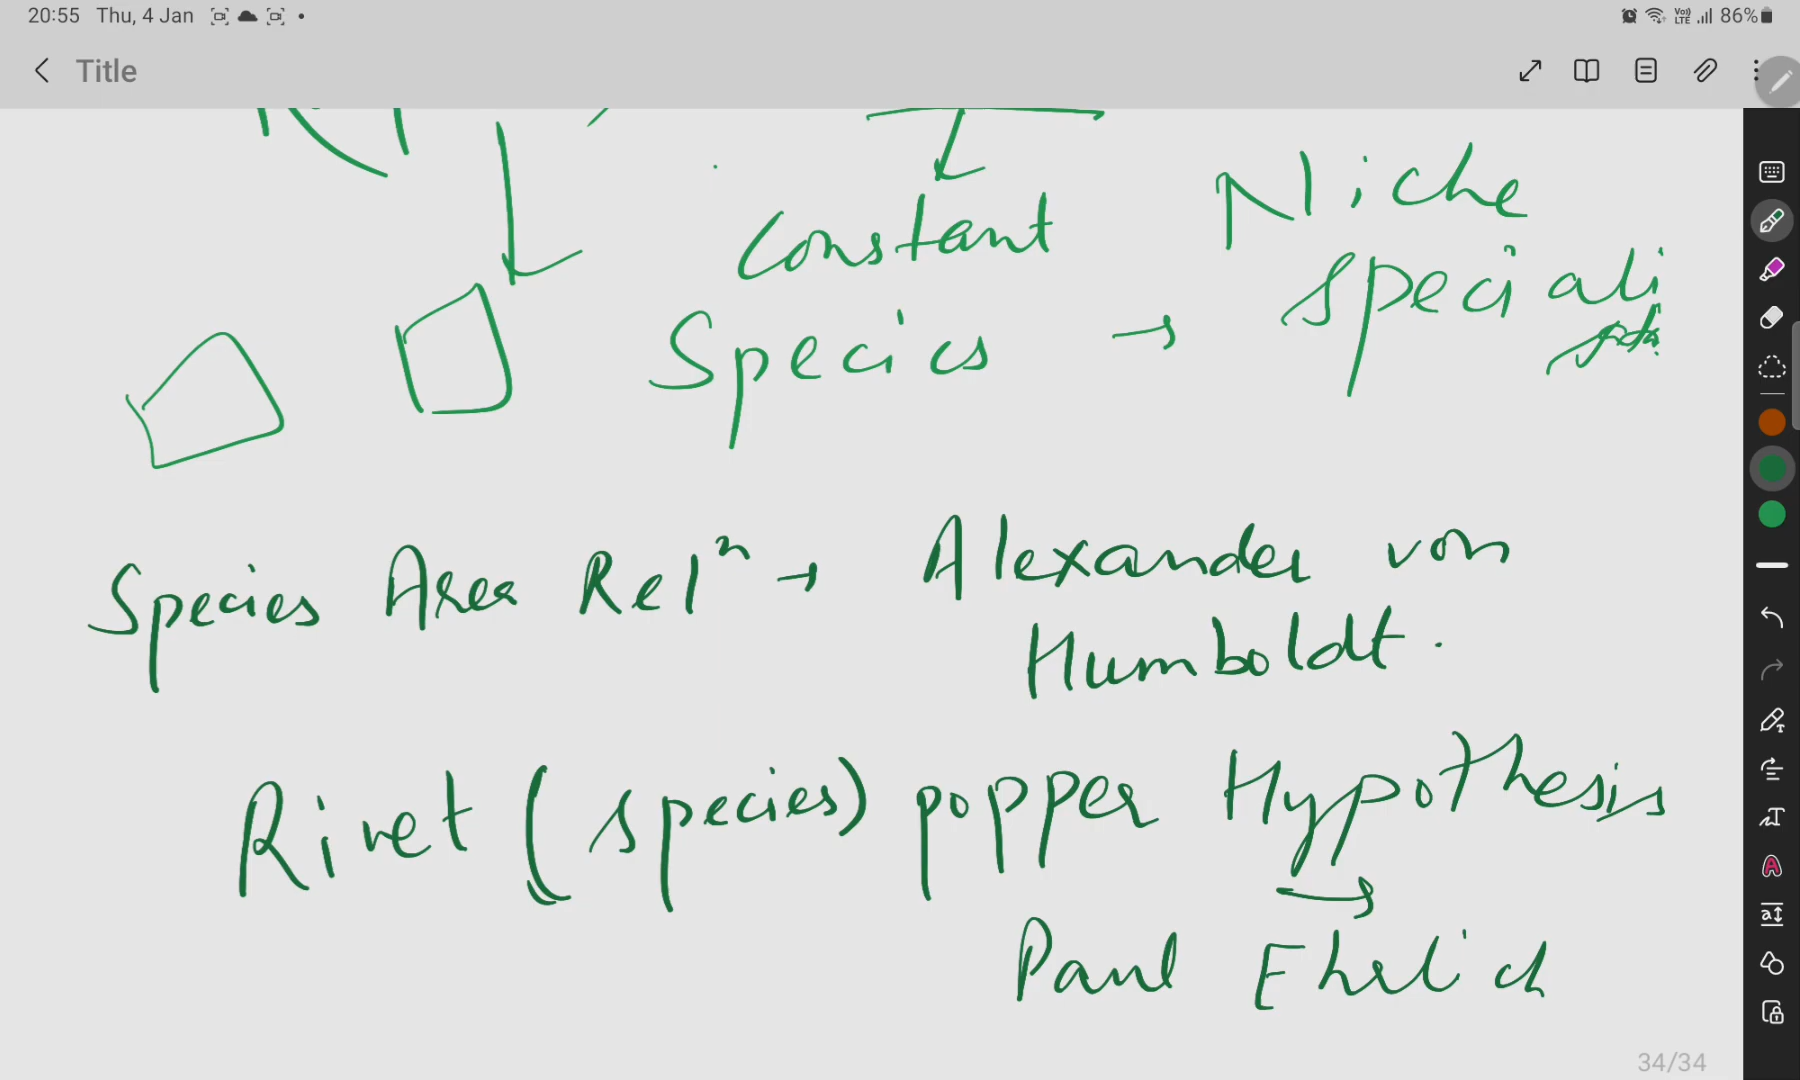 20:55 Thu, 4 Jan 86%
Title
Constant Niche
Species → speciali
Species Area Relⁿ → Alexander von
Humboldt.
Rivet (species) popper Hypothesis
Paul Ehrlich
34/34